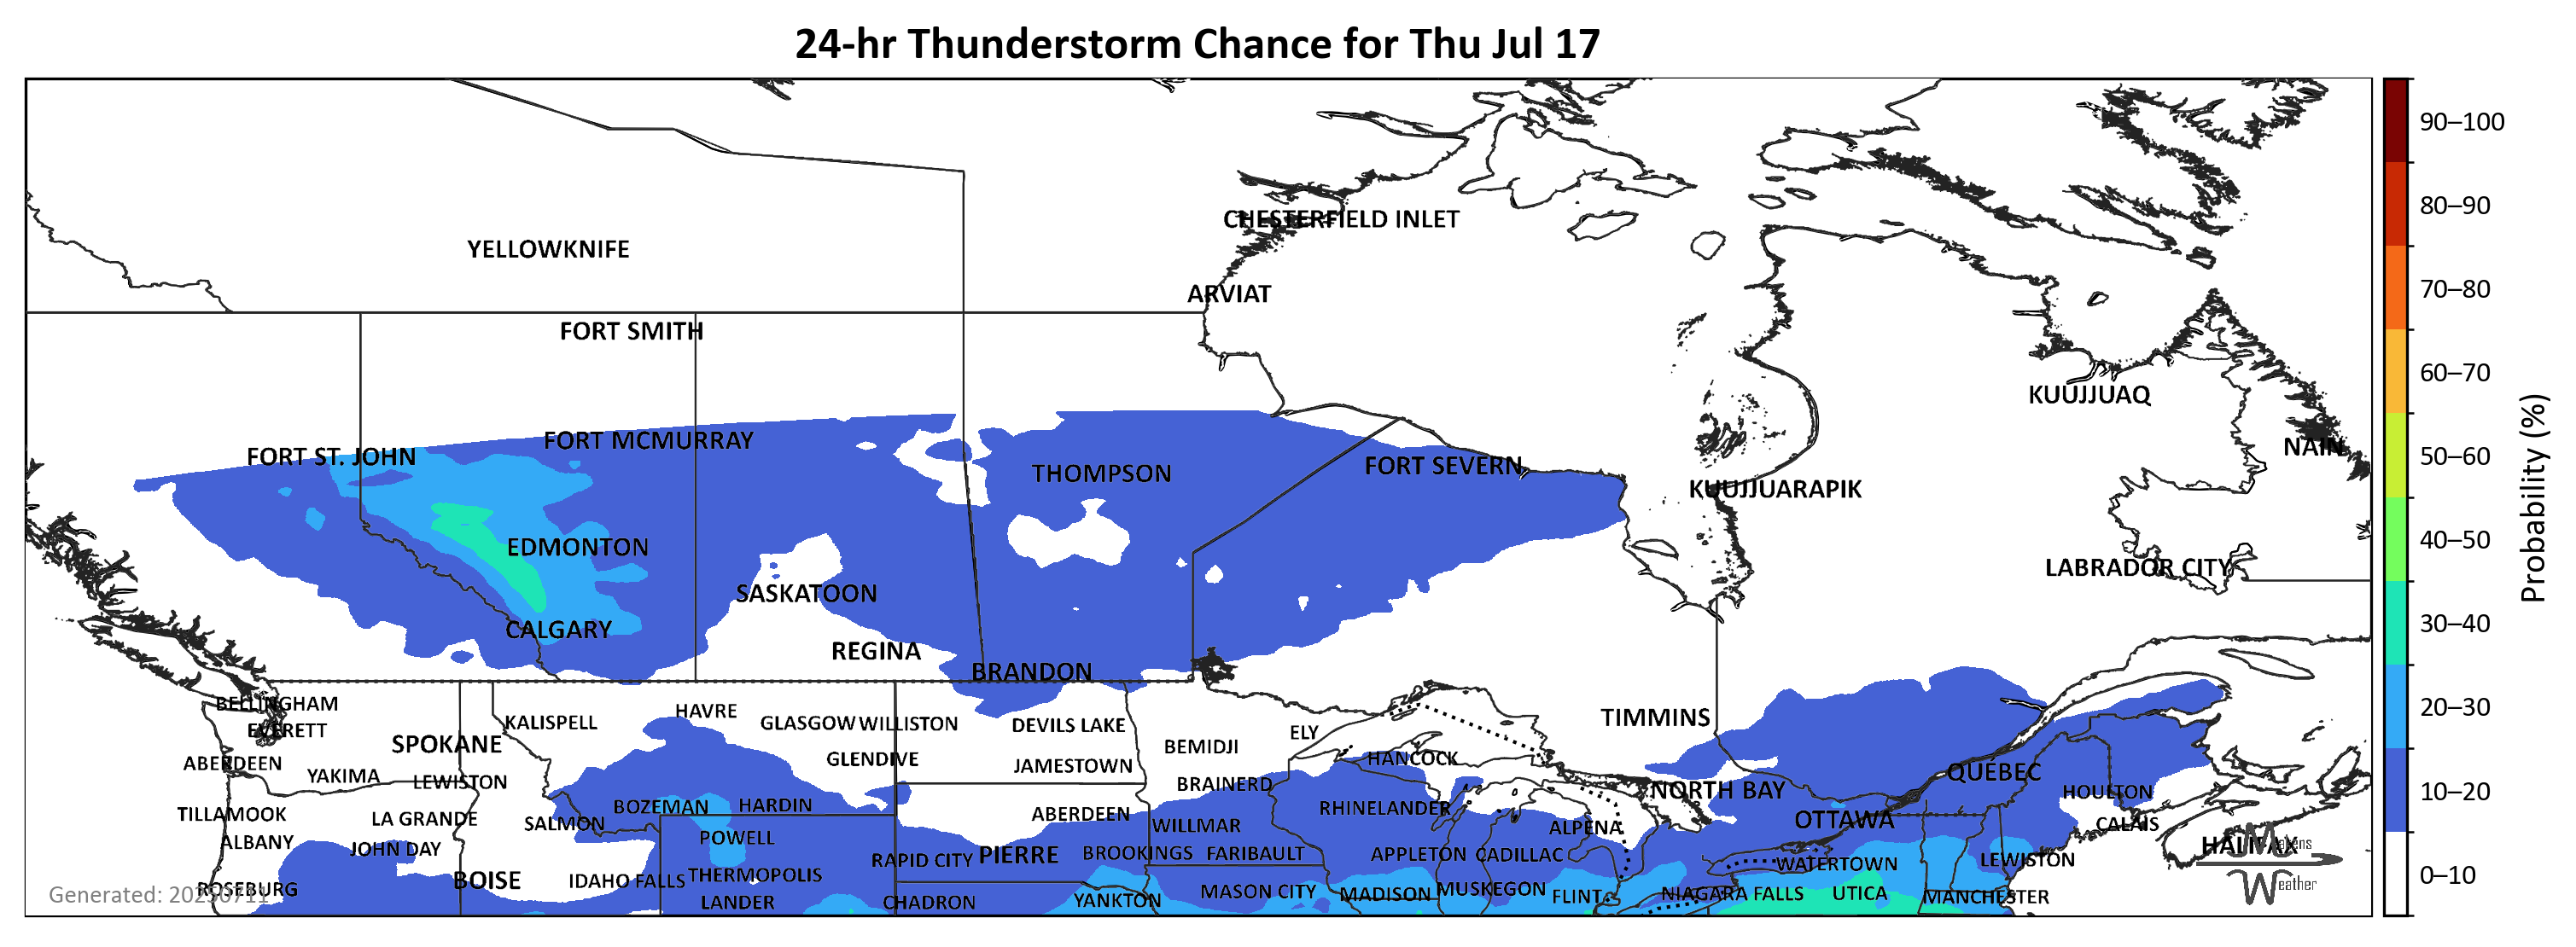 24-hr Thunderstorm Chance for Thu Jul 17
90–100
80–90
CHESTERFIELD INLET
YELLOWKNIFE
70–80
ARVIAT
FORT SMITH
60–70
KUUJJUAQ
FORT MCMURRAY
NAIN
50–60
FORT ST. JOHN
FORT SEVERN
THOMPSON
KUUJJUARAPIK
Probability (%)
40–50
EDMONTON
LABRADOR CITY
SASKATOON
30–40
CALGARY
REGINA
BRANDON
20–30
BELLINGHAM
HAVRE
TIMMINS
KALISPELL
GLASGOW WILLISTON
DEVILS LAKE
EVERETT
ELY
SPOKANE
BEMIDJI
GLENDIVE
HANCOCK
ABERDEEN
JAMESTOWN
QUÉBEC
YAKIMA
LEWISTON
BRAINERD
NORTH BAY
HOULTON
10–20
BOZEMAN
HARDIN
RHINELANDER
TILLAMOOK
LA GRANDE
SALMON
ABERDEEN
WILLMAR
ALPENA
OTTAWA
CALAIS
ALBANY
POWELL
HALIFAX
Matens
JOHN DAY
RAPID CITY
PIERRE
BROOKINGS
FARIBAULT
APPLETON
CADILLAC
WATERTOWN
LEWISTON
0–10
BOISE
IDAHO FALLS
THERMOPOLIS
Weather
ROSEBURG
Generated: 20250711
LANDER
CHADRON
YANKTON
MASON CITY
MADISON
MUSKEGON
FLINT
NIAGARA FALLS
UTICA
MANCHESTER